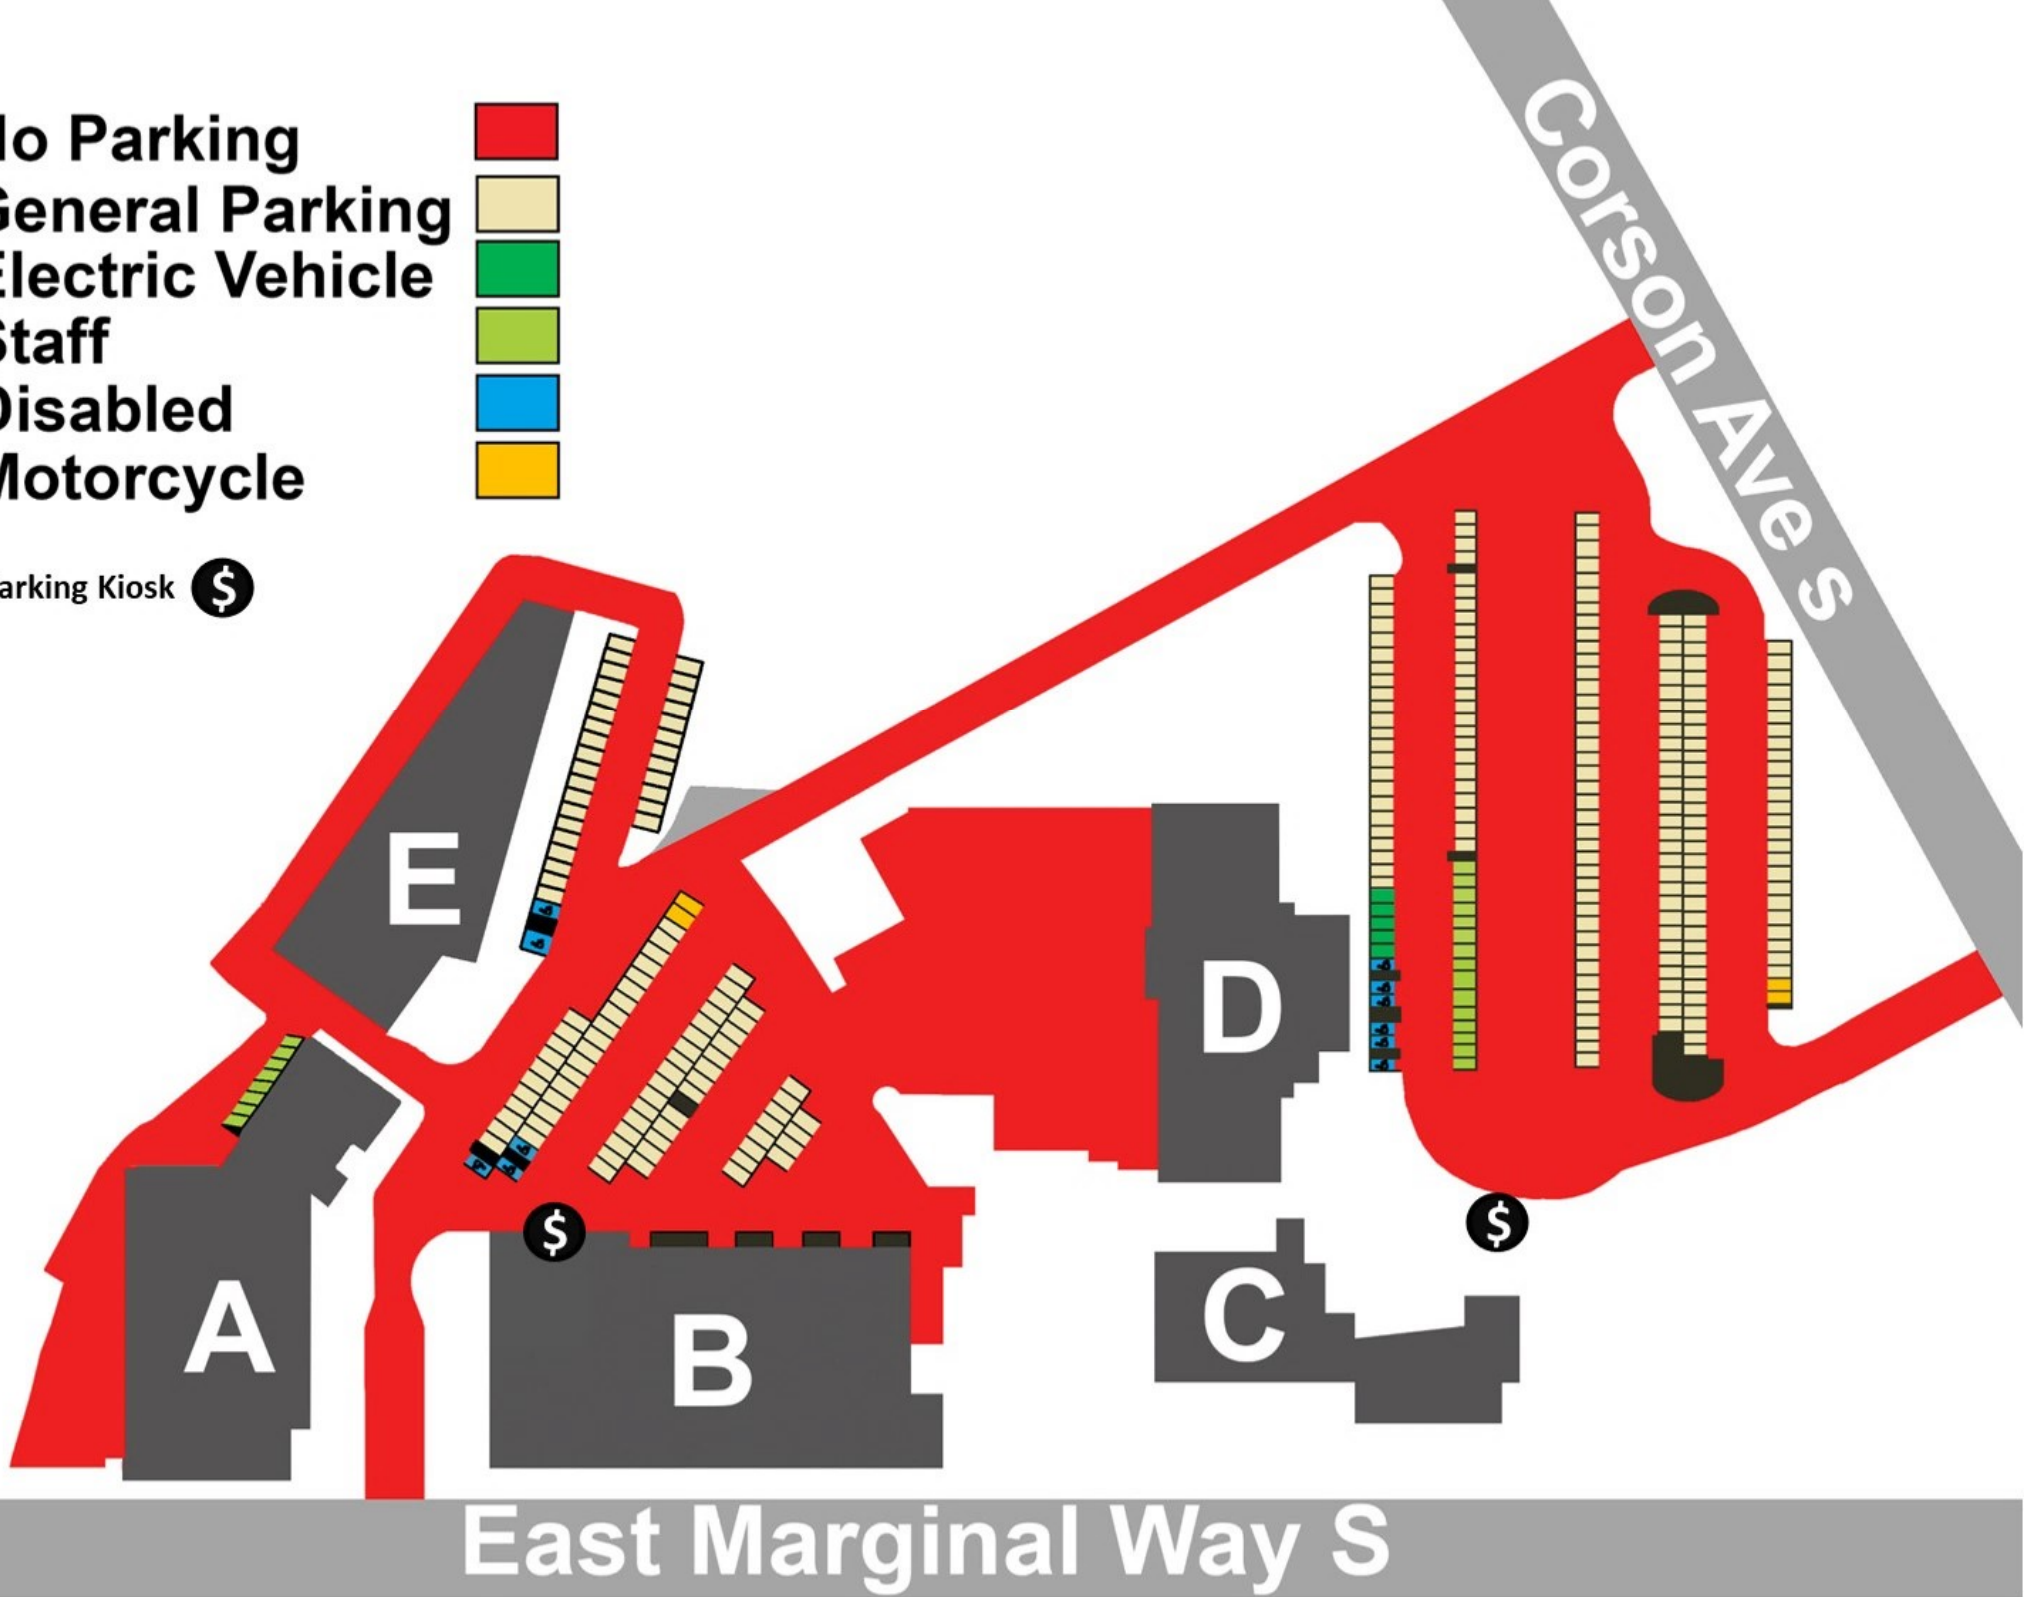 lo Parking
General Parking
Electric Vehicle
Staff
Disabled
Motorcycle
arking Kiosk $
Corson Ave s
E
D
A
B
C
$
$
East Marginal Way S